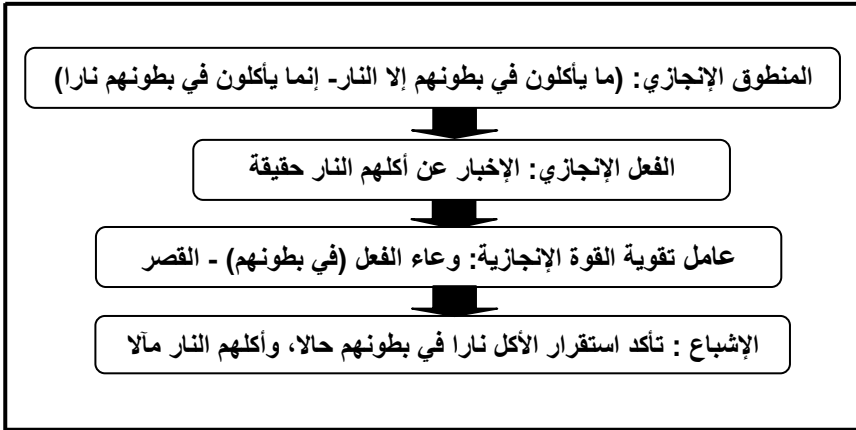 المنطوق الإنجازي: (ما يأكلون في بطونهم إلا النار- إنما يأكلون في بطونهم نارا)
الفعل الإنجازي: الإخبار عن أكلهم النار حقيقة
عامل تقوية القوة الإنجازية: وعاء الفعل (في بطونهم) - القصر
الإشباع : تأكد استقرار الأكل نارا في بطونهم حالا، وأكلهم النار مآلا